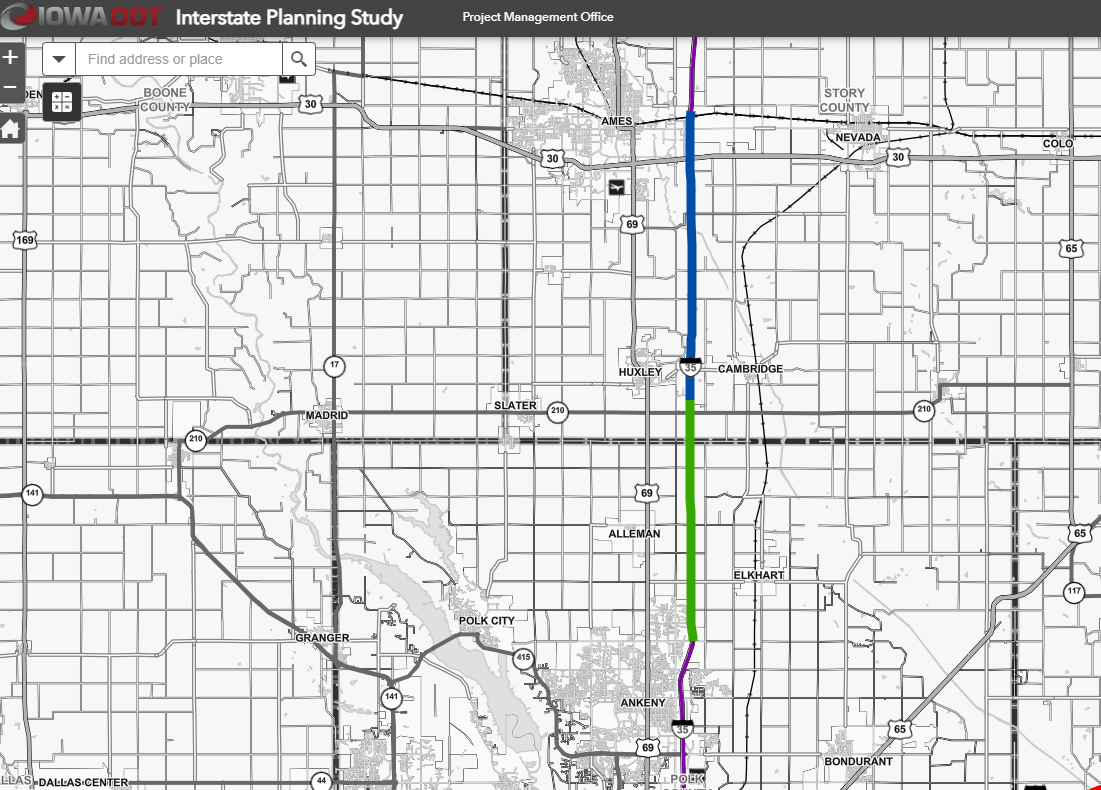 IOWADOT Interstate Planning Study Project Management Office
+
Find address or place
−
DEN
BOONE
COUNTY
30
STORY
COUNTY
AMES
NEVADA
COLO
30
30
69
169
65
17
HUXLEY
35
CAMBRIDGE
SLATER
210
210
MADRID
210
141
69
ALLEMAN
65
ELKHART
117
POLK CITY
GRANGER
415
141
ANKENY
35
65
69
BONDURANT
POLK
LLAS
DALLAS CENTER
44